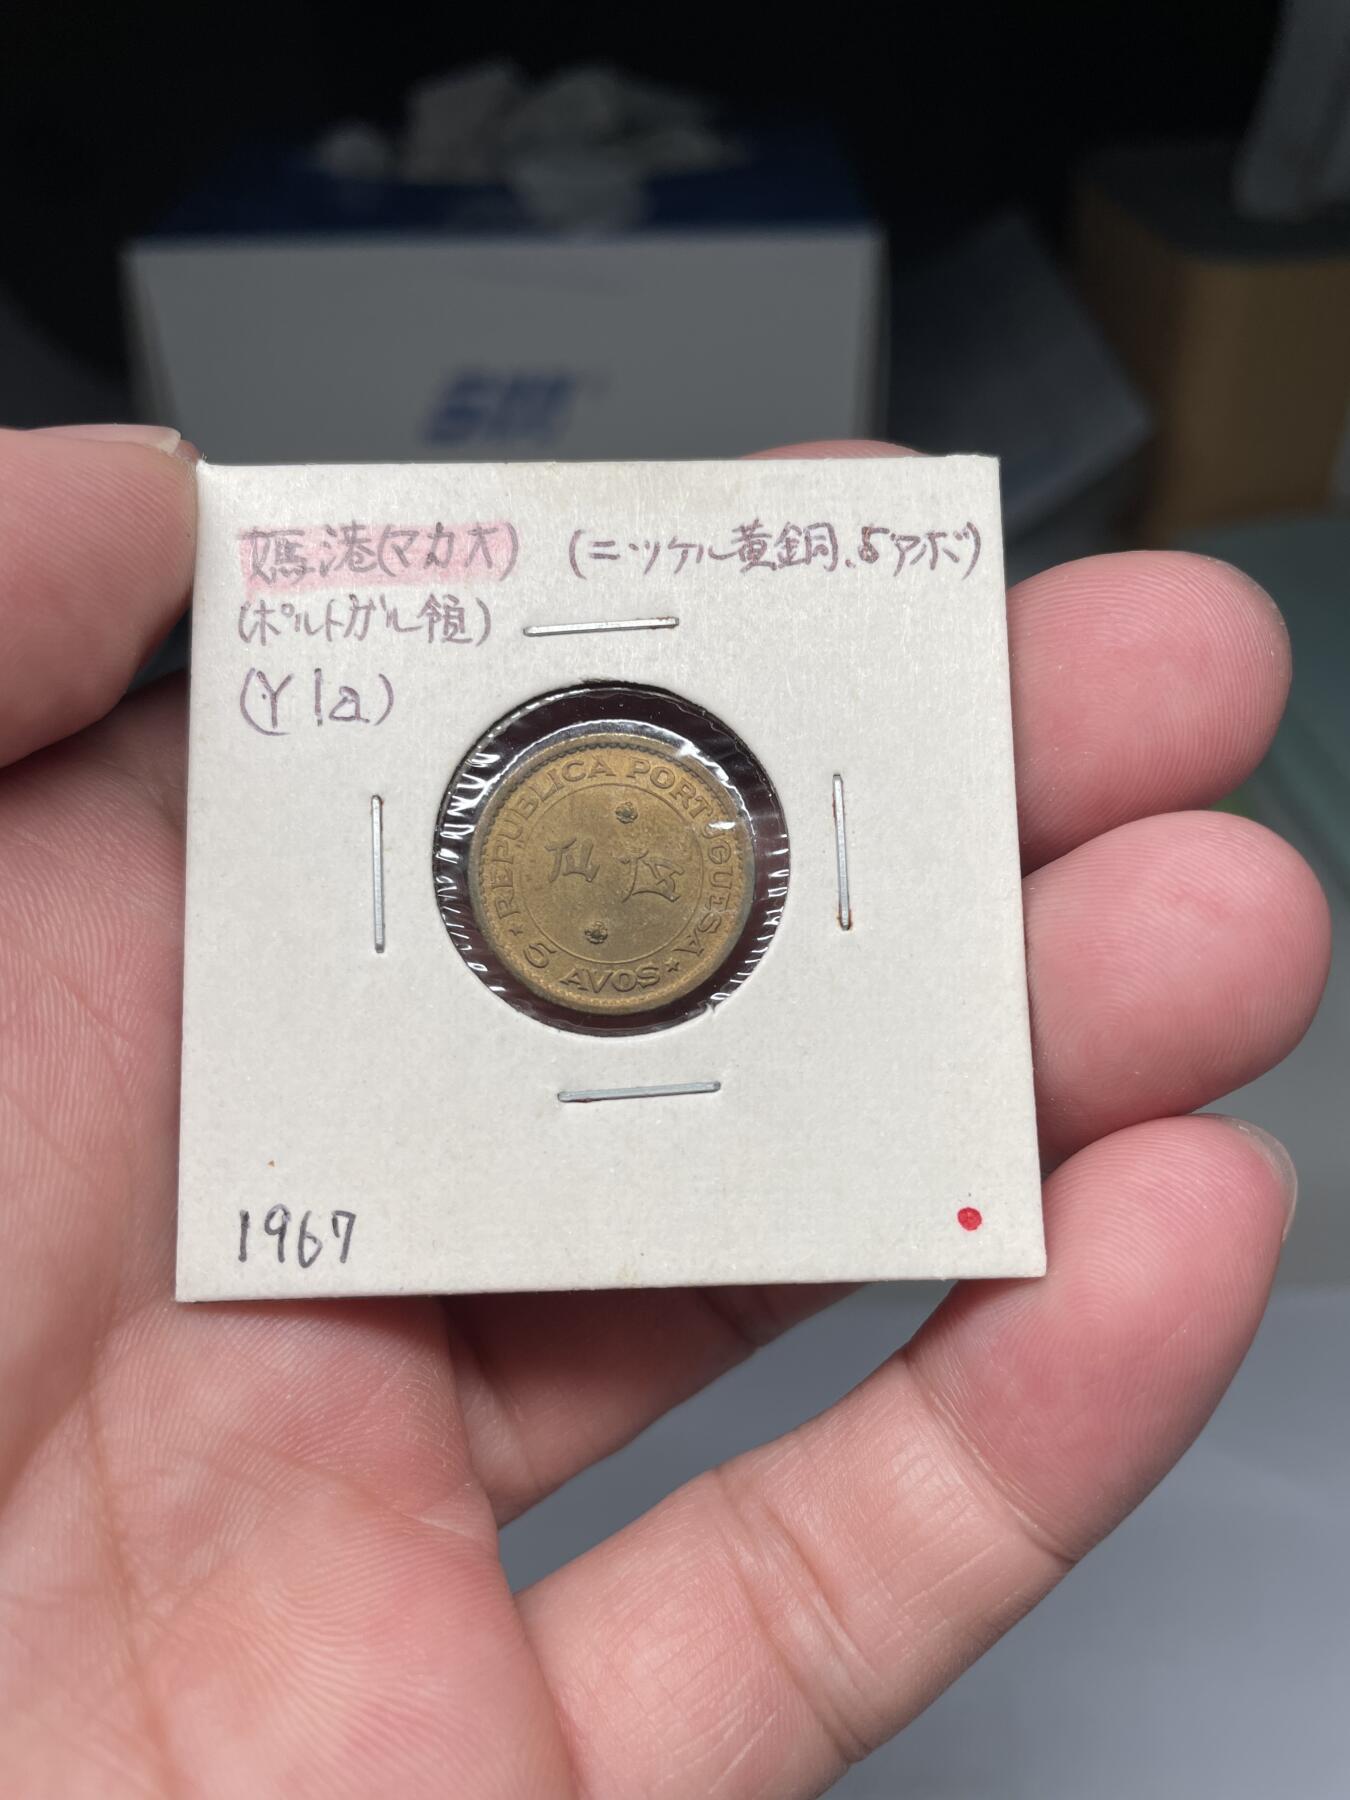 媽港(マカオ) (ニッケル黄銅.5アボ)
(ポルトガル領)
(Y1a)
REPUBLICA PORTUGUESA
5 AVOS
1967